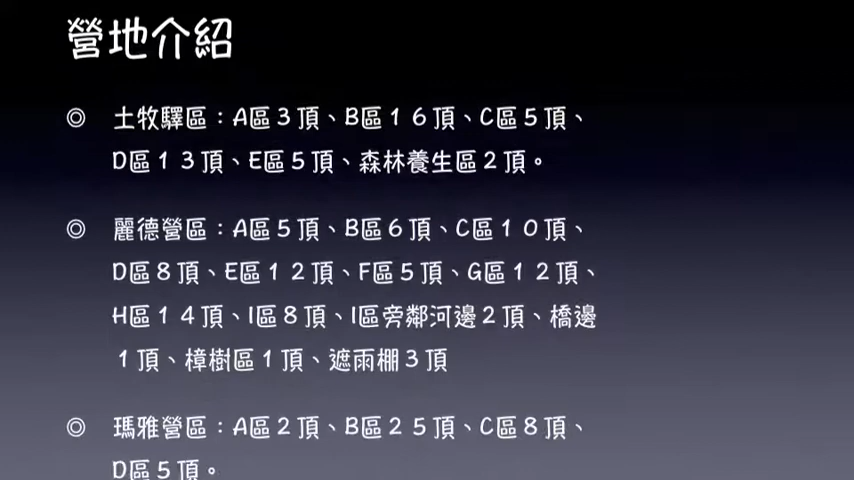 營地介紹
◎ 土牧驛區：A區３頂、B區１６頂、C區５頂、
D區１３頂、E區５頂、森林養生區２頂。
◎ 麗德營區：A區５頂、B區６頂、C區１０頂、
D區８頂、E區１２頂、F區５頂、G區１２頂、
H區１４頂、I區８頂、I區旁鄰河邊２頂、橋邊
１頂、樟樹區１頂、遮雨棚３頂
◎ 瑪雅營區：A區２頂、B區２５頂、C區８頂、
D區５頂。